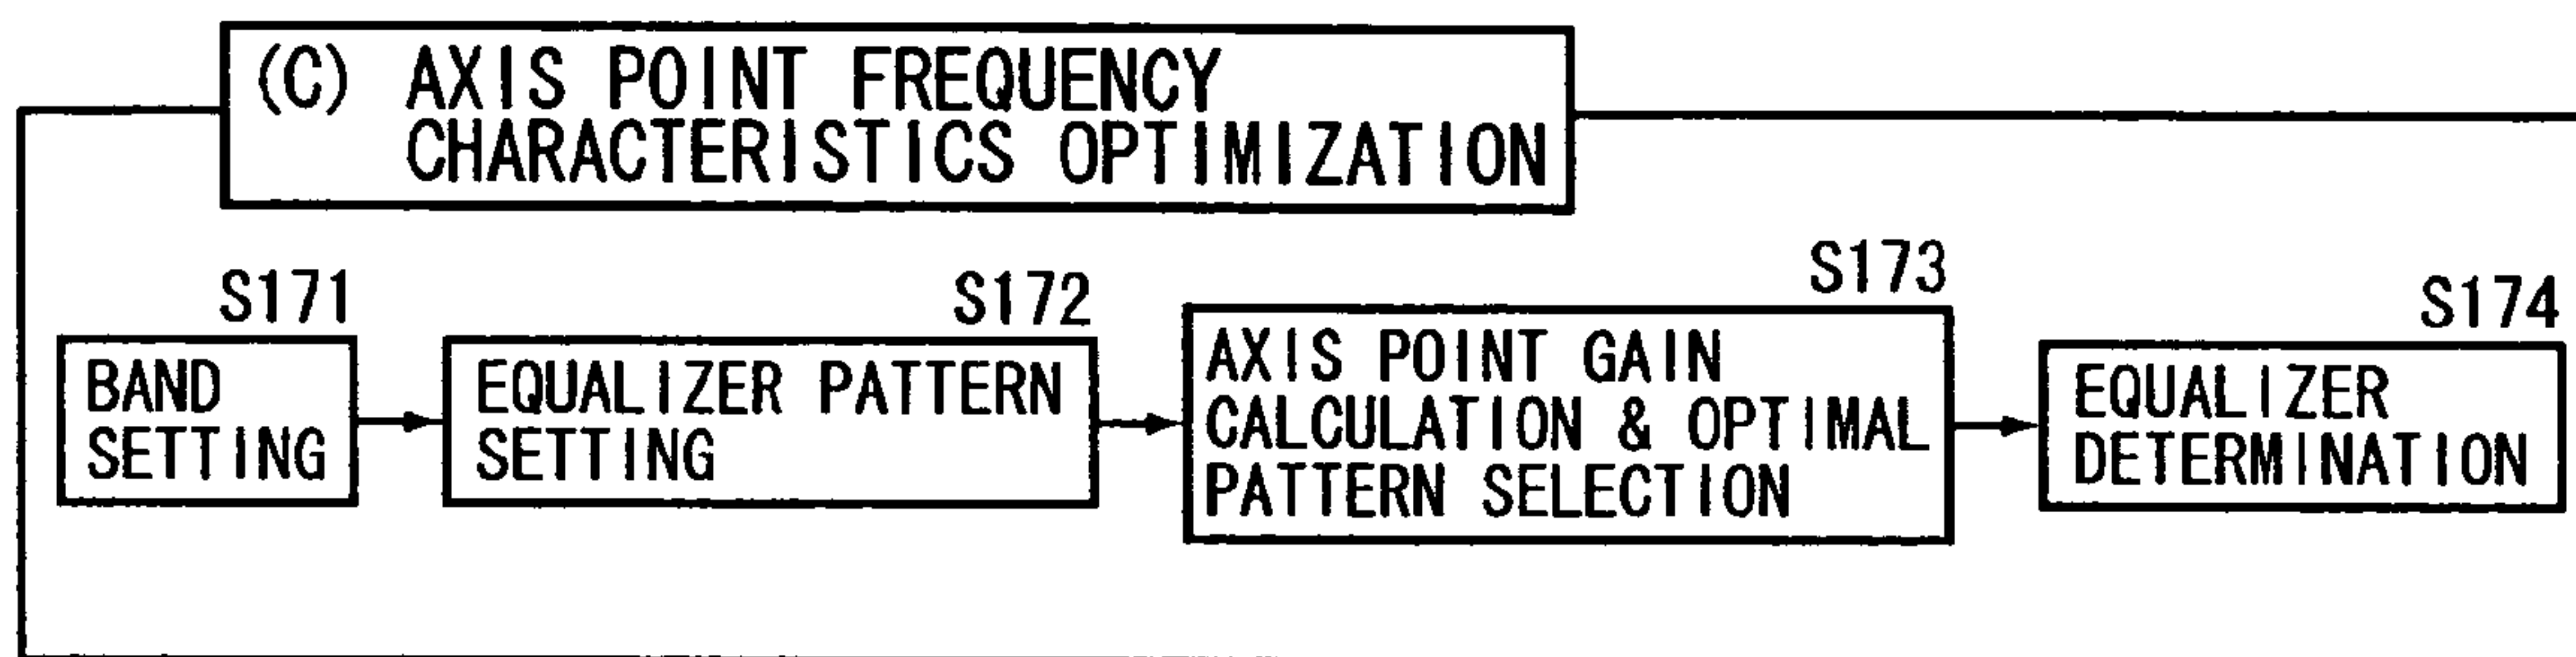 (C) AXIS POINT FREQUENCY
CHARACTERISTICS OPTIMIZATION
S171
BAND
SETTING
S172
EQUALIZER PATTERN
SETTING
S173
AXIS POINT GAIN
CALCULATION & OPTIMAL
PATTERN SELECTION
S174
EQUALIZER
DETERMINATION